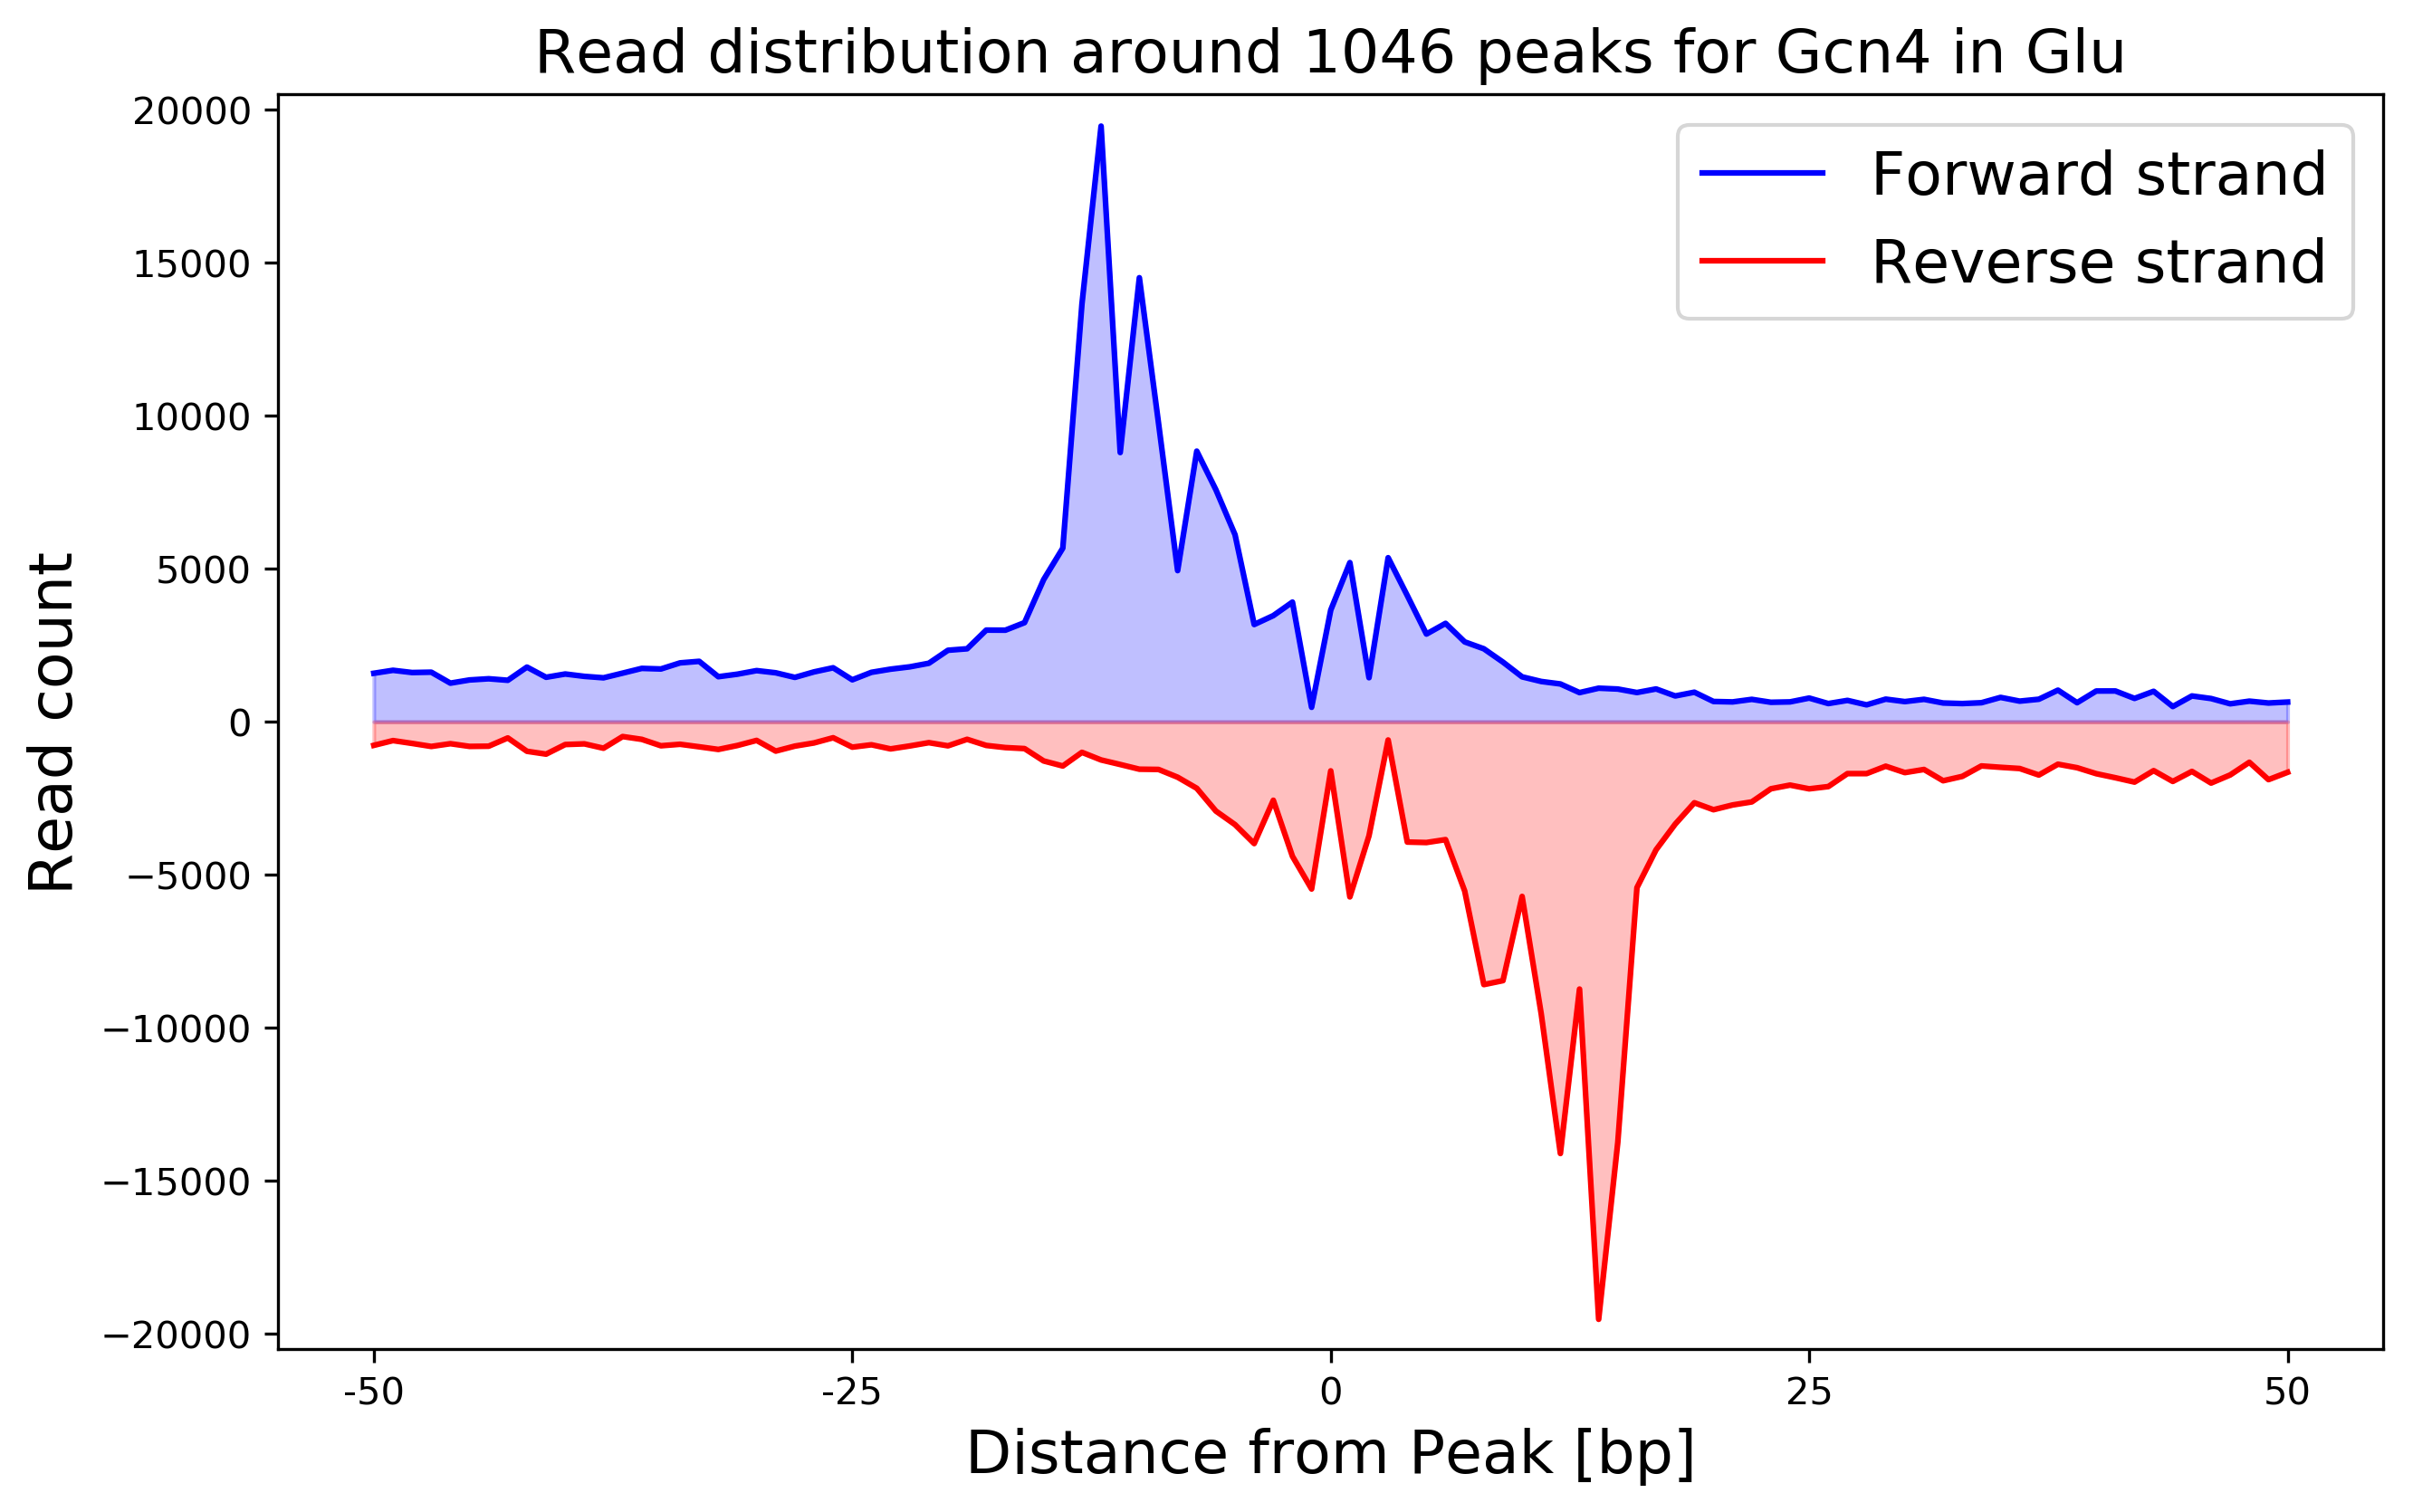 Read distribution around 1046 peaks for Gcn4 in Glu
Forward strand
Reverse strand
Read count
20000
15000
10000
5000
0
−5000
−10000
−15000
−20000
-50
-25
0
25
50
Distance from Peak [bp]